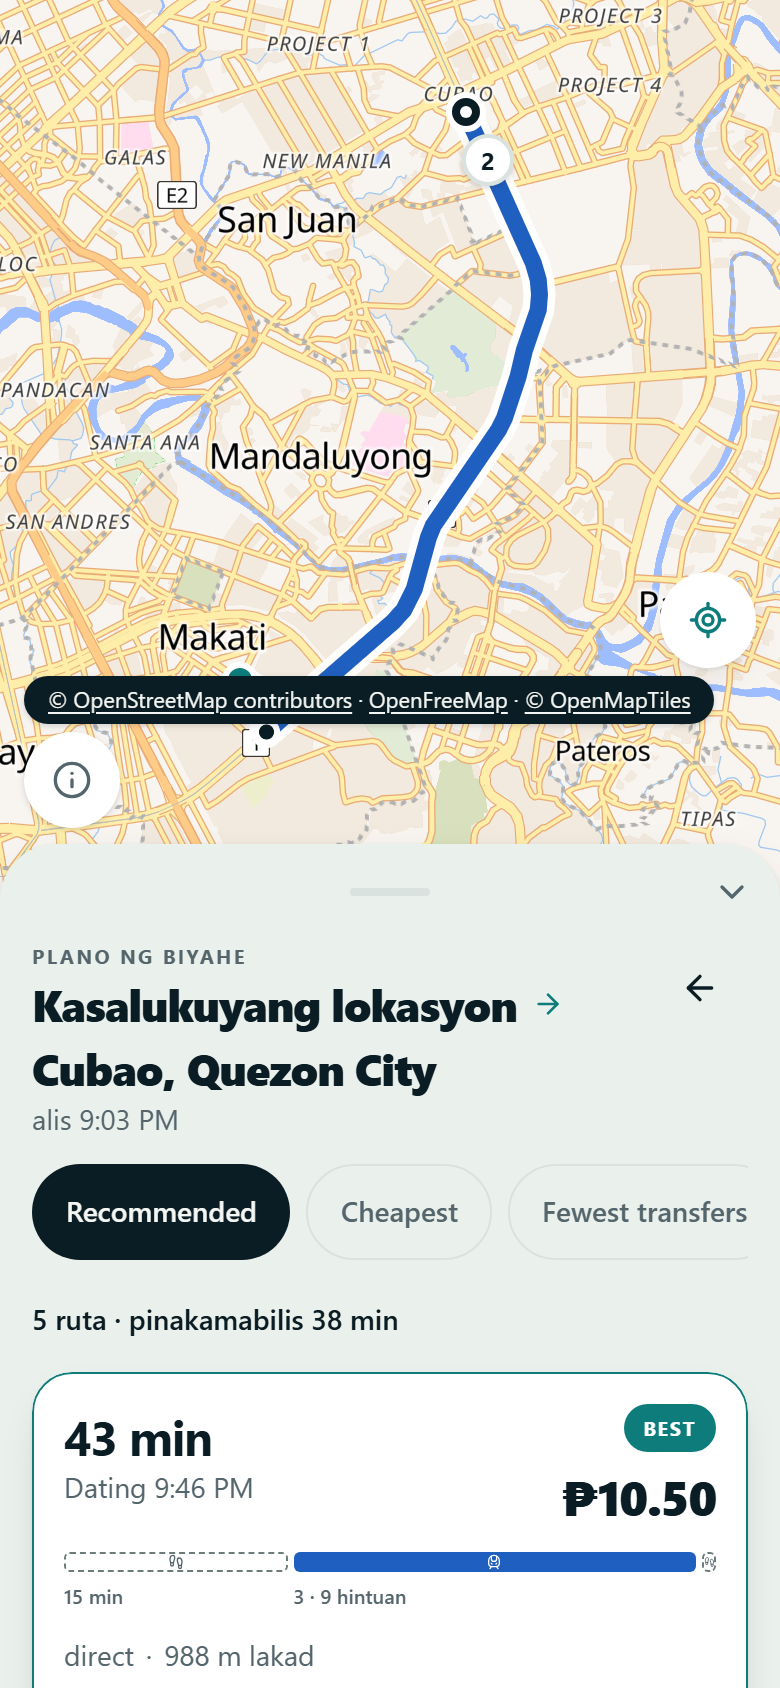 PROJECT 3
PROJECT 1
CUBAO
PROJECT 4
GALAS
NEW MANILA
E2
San Juan
LOC
PANDACAN
SANTA ANA
Mandaluyong
SAN ANDRES
Makati
2
© OpenStreetMap contributors · OpenFreeMap · © OpenMapTiles
Pateros
TIPAS
PLANO NG BIYAHE
Kasalukuyang lokasyon →
Cubao, Quezon City
alis 9:03 PM
Recommended
Cheapest
Fewest transfers
5 ruta · pinakamabilis 38 min
43 min
BEST
Dating 9:46 PM
₱10.50
15 min
3 · 9 hintuan
direct · 988 m lakad